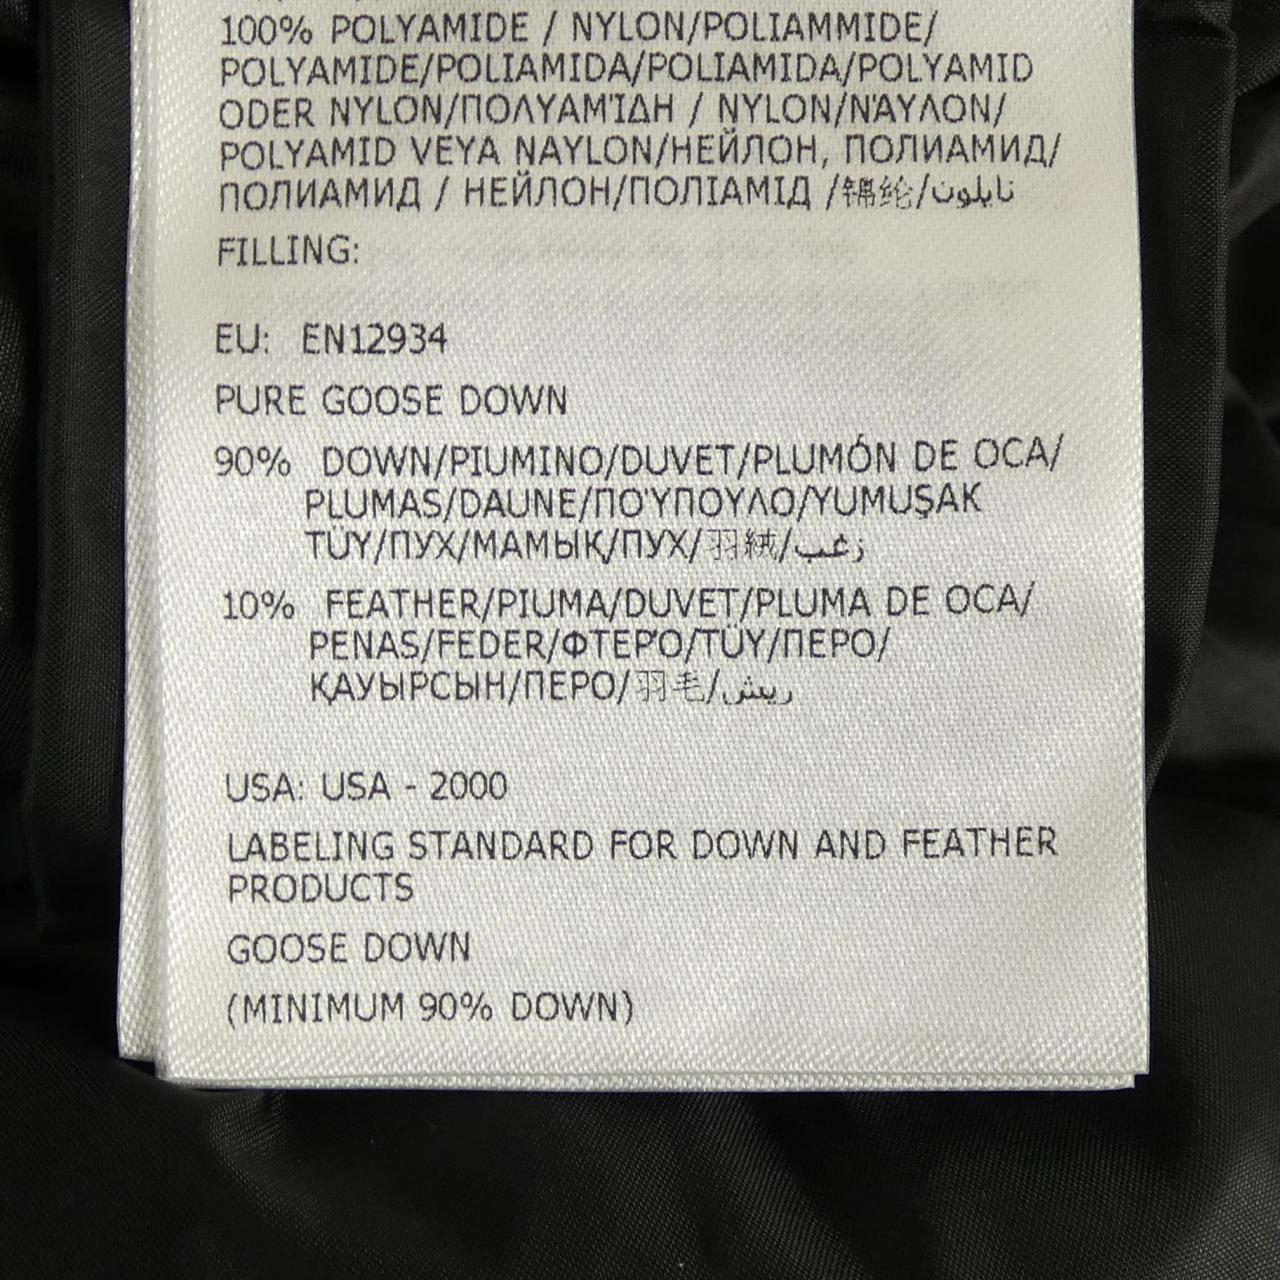 100% POLYAMIDE / NYLON/POLIAMMIDE/
POLYAMIDE/POLIAMIDA/POLIAMIDA/POLYAMID
ODER NYLON/ΠΟΛΥΑΜΊΔΗ / NYLON/ΝΆΥΛΟΝ/
POLYAMID VEYA NAYLON/НЕЙЛОН, ПОЛИАМИД/
ПОЛИАМИД / НЕЙЛОН/ПОЛІАМІД /锦纶/نايلون
FILLING:
EU: EN12934
PURE GOOSE DOWN
90% DOWN/PIUMINO/DUVET/PLUMÓN DE OCA/
PLUMAS/DAUNE/ΠΟΎΠΟΥΛΟ/YUMUŞAK
TÜY/ПУХ/МАМЫҚ/ПУХ/羽絨/زغب
10% FEATHER/PIUMA/DUVET/PLUMA DE OCA/
PENAS/FEDER/ΦΤΕΡΌ/TÜY/ПЕРО/
ҚАУЫРСЫН/ПЕРО/羽毛/ريش
USA: USA - 2000
LABELING STANDARD FOR DOWN AND FEATHER
PRODUCTS
GOOSE DOWN
(MINIMUM 90% DOWN)